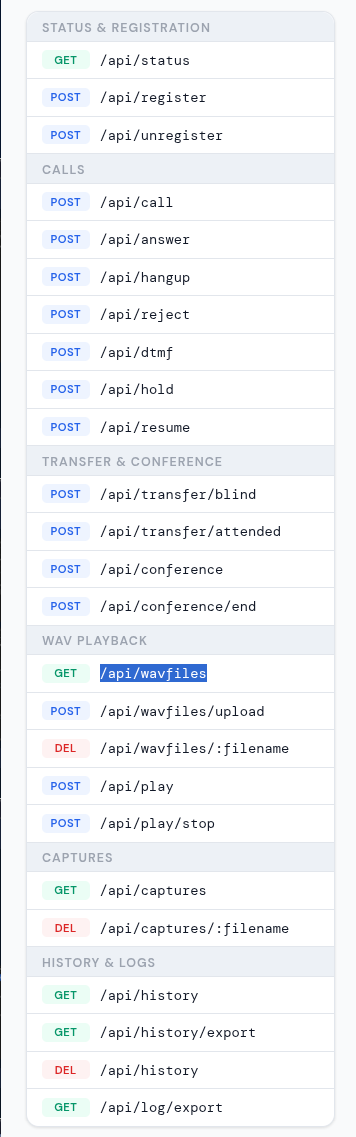 STATUS & REGISTRATION
GET /api/status
POST /api/register
POST /api/unregister
CALLS
POST /api/call
POST /api/answer
POST /api/hangup
POST /api/reject
POST /api/dtmf
POST /api/hold
POST /api/resume
TRANSFER & CONFERENCE
POST /api/transfer/blind
POST /api/transfer/attended
POST /api/conference
POST /api/conference/end
WAV PLAYBACK
GET /api/wavfiles
POST /api/wavfiles/upload
DEL /api/wavfiles/:filename
POST /api/play
POST /api/play/stop
CAPTURES
GET /api/captures
DEL /api/captures/:filename
HISTORY & LOGS
GET /api/history
GET /api/history/export
DEL /api/history
GET /api/log/export